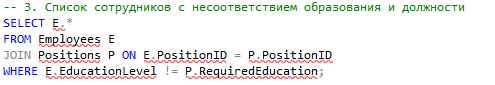 -- 3. Список сотрудников с несоответствием образования и должности
SELECT E.*
FROM Employees E
JOIN Positions P ON E.PositionID = P.PositionID
WHERE E.EducationLevel != P.RequiredEducation;